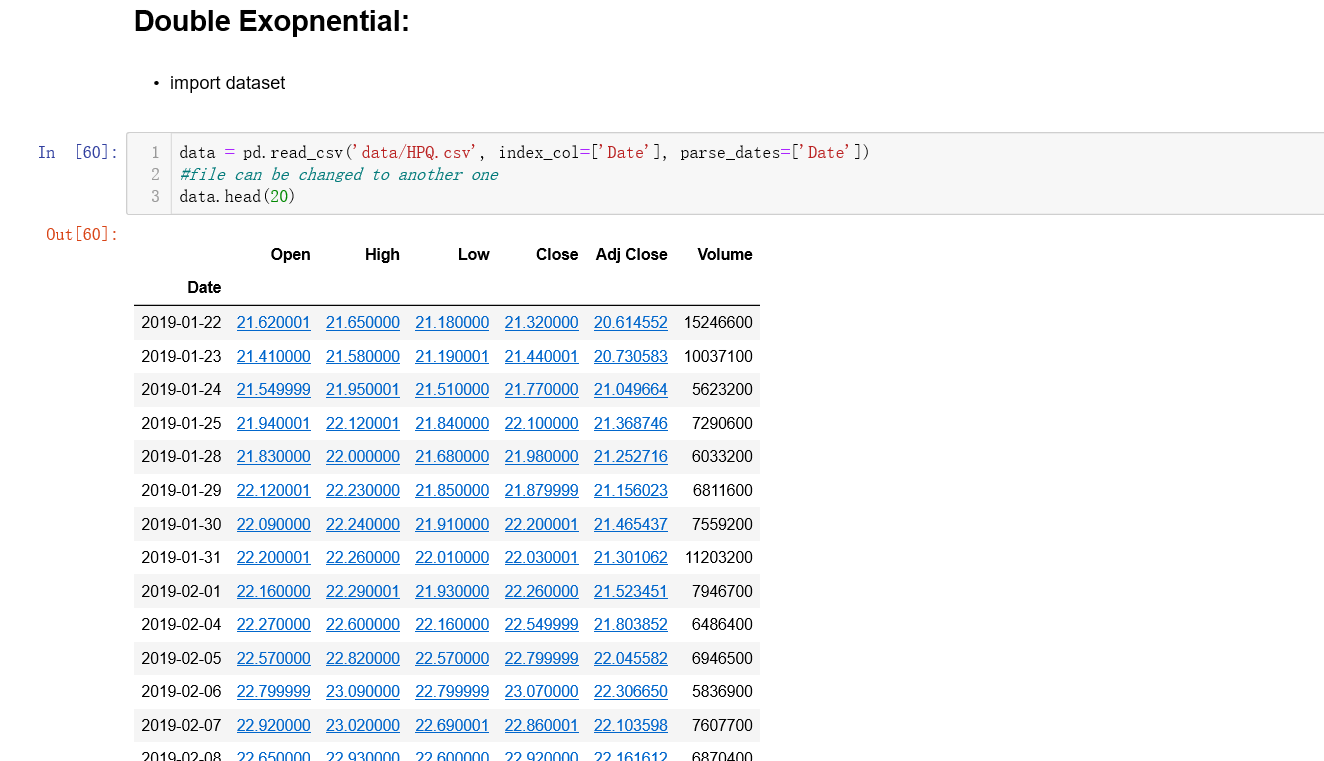 Double Exopnential:
• import dataset
In [60]:
1 data = pd.read_csv('data/HPQ.csv', index_col=['Date'], parse_dates=['Date'])
2 #file can be changed to another one
3 data.head(20)
Out[60]:
Open High Low Close Adj Close Volume
Date
2019-01-22 21.620001 21.650000 21.180000 21.320000 20.614552 15246600
2019-01-23 21.410000 21.580000 21.190001 21.440001 20.730583 10037100
2019-01-24 21.549999 21.950001 21.510000 21.770000 21.049664 5623200
2019-01-25 21.940001 22.120001 21.840000 22.100000 21.368746 7290600
2019-01-28 21.830000 22.000000 21.680000 21.980000 21.252716 6033200
2019-01-29 22.120001 22.230000 21.850000 21.879999 21.156023 6811600
2019-01-30 22.090000 22.240000 21.910000 22.200001 21.465437 7559200
2019-01-31 22.200001 22.260000 22.010000 22.030001 21.301062 11203200
2019-02-01 22.160000 22.290001 21.930000 22.260000 21.523451 7946700
2019-02-04 22.270000 22.600000 22.160000 22.549999 21.803852 6486400
2019-02-05 22.570000 22.820000 22.570000 22.799999 22.045582 6946500
2019-02-06 22.799999 23.090000 22.799999 23.070000 22.306650 5836900
2019-02-07 22.920000 23.020000 22.690001 22.860001 22.103598 7607700
2019-02-08 22.650000 22.930000 22.600000 22.920000 22.161612 6870400